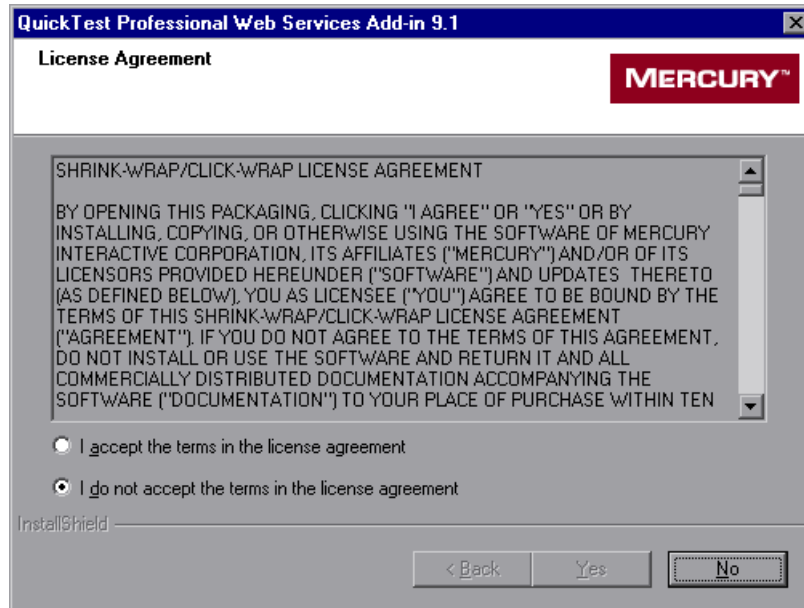 QuickTest Professional Web Services Add-in 9.1
License Agreement
MERCURY™
SHRINK-WRAP/CLICK-WRAP LICENSE AGREEMENT
BY OPENING THIS PACKAGING, CLICKING "I AGREE" OR "YES" OR BY
INSTALLING, COPYING, OR OTHERWISE USING THE SOFTWARE OF MERCURY
INTERACTIVE CORPORATION, ITS AFFILIATES ("MERCURY") AND/OR OF ITS
LICENSORS PROVIDED HEREUNDER ("SOFTWARE") AND UPDATES THERETO
(AS DEFINED BELOW), YOU AS LICENSEE ("YOU") AGREE TO BE BOUND BY THE
TERMS OF THIS SHRINK-WRAP/CLICK-WRAP LICENSE AGREEMENT
("AGREEMENT"). IF YOU DO NOT AGREE TO THE TERMS OF THIS AGREEMENT,
DO NOT INSTALL OR USE THE SOFTWARE AND RETURN IT AND ALL
COMMERCIALLY DISTRIBUTED DOCUMENTATION ACCOMPANYING THE
SOFTWARE ("DOCUMENTATION") TO YOUR PLACE OF PURCHASE WITHIN TEN
I accept the terms in the license agreement
I do not accept the terms in the license agreement
InstallShield
< Back Yes No